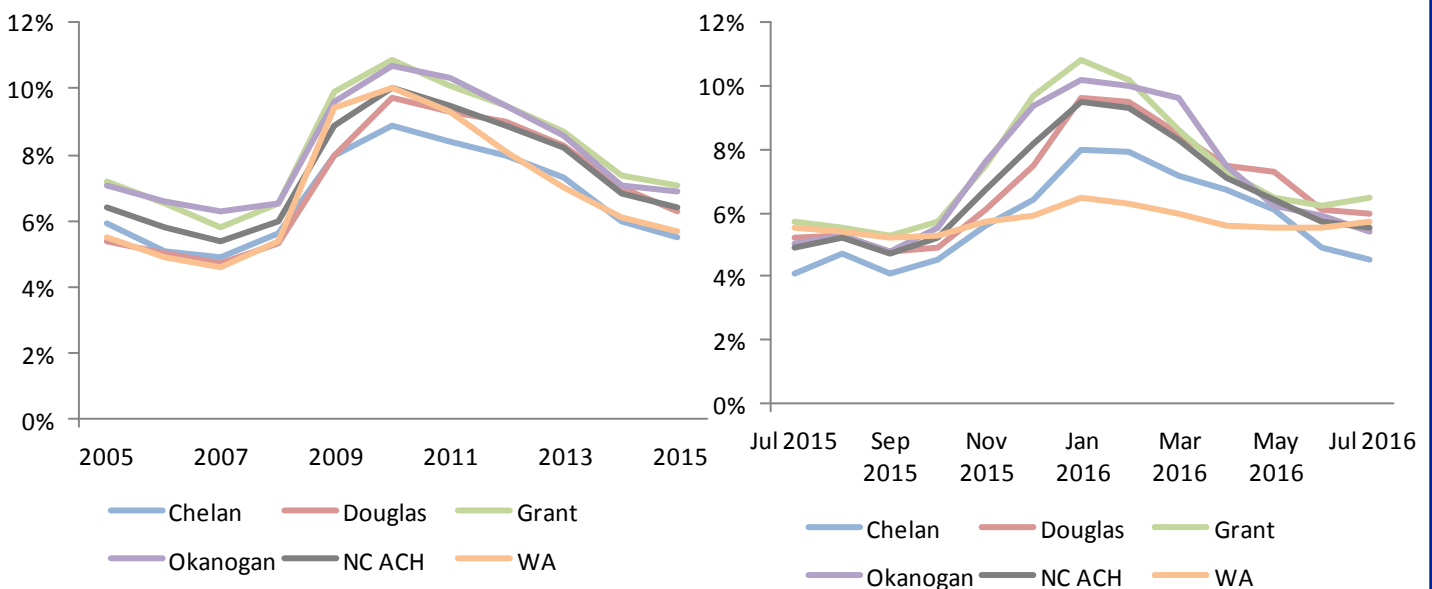 12%
10%
8%
6%
4%
2%
0%
2005 2007 2009 2011 2013 2015
Chelan Douglas Grant
Okanogan NC ACH WA
12%
10%
8%
6%
4%
2%
0%
Jul 2015 Sep Nov Jan Mar May Jul 2016
2015 2015 2016 2016 2016
Chelan Douglas Grant
Okanogan NC ACH WA